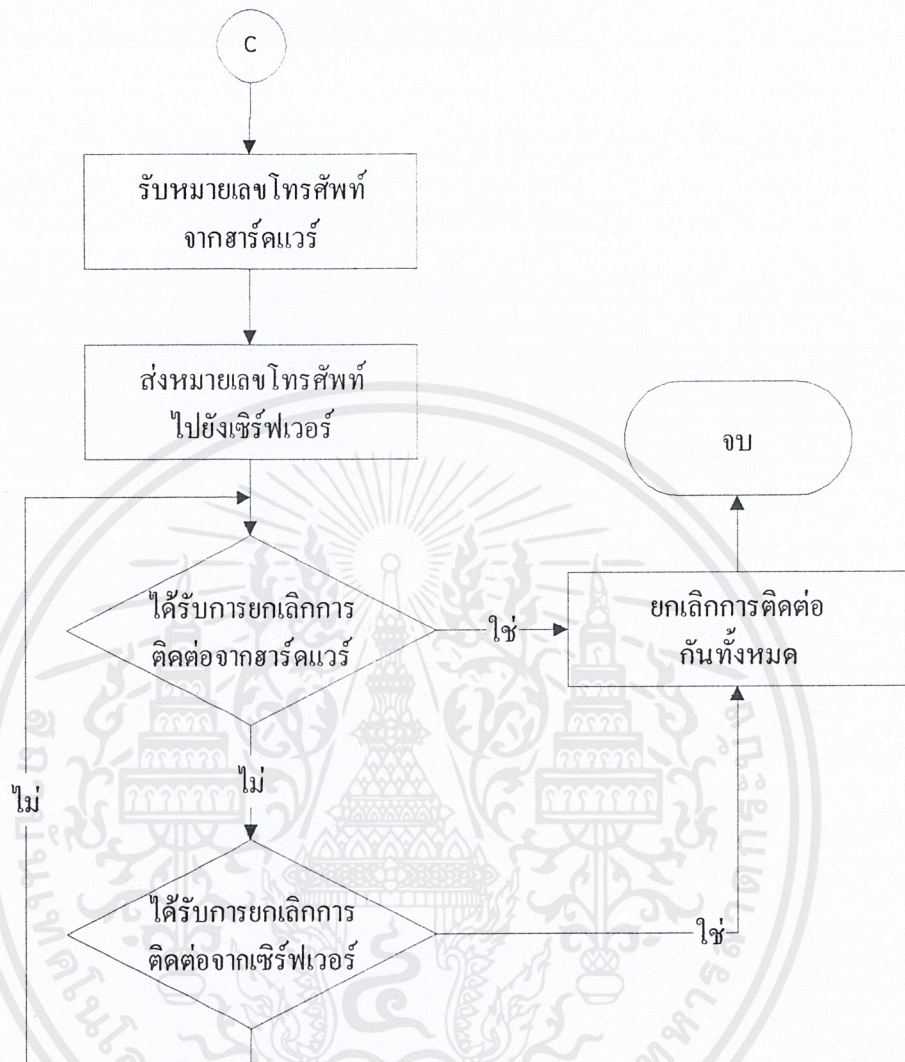 C
รับหมายเลขโทรศัพท์
จากฮาร์ดแวร์
ส่งหมายเลขโทรศัพท์
ไปยังเซิร์ฟเวอร์
จบ
ได้รับการยกเลิกการ
ติดต่อจากฮาร์ดแวร์
ใช่
ยกเลิกการติดต่อ
กันทั้งหมด
ไม่
ไม่
ได้รับการยกเลิกการ
ติดต่อจากเซิร์ฟเวอร์
ใช่